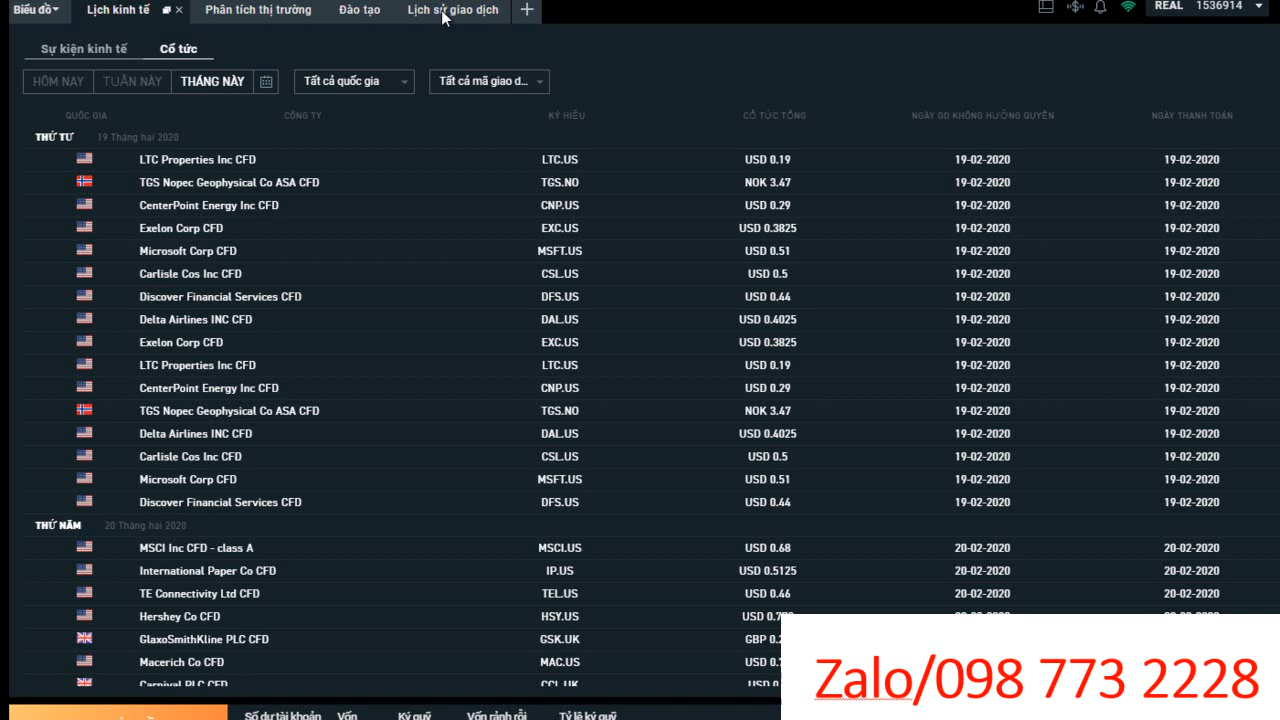 Biểu đồ Lịch kinh tế Phân tích thị trường Đào tạo Lịch sử giao dịch REAL 1536914
Sự kiện kinh tế Cổ tức
HÔM NAY TUẦN NÀY THÁNG NÀY Tất cả quốc gia Tất cả mã giao d...
QUỐC GIA CÔNG TY KÝ HIỆU CỔ TỨC TỔNG NGÀY GD KHÔNG HƯỞNG QUYỀN NGÀY THANH TOÁN
THỨ TƯ 19 Tháng hai 2020
LTC Properties Inc CFD LTC.US USD 0.19 19-02-2020 19-02-2020
TGS Nopec Geophysical Co ASA CFD TGS.NO NOK 3.47 19-02-2020 19-02-2020
CenterPoint Energy Inc CFD CNP.US USD 0.29 19-02-2020 19-02-2020
Exelon Corp CFD EXC.US USD 0.3825 19-02-2020 19-02-2020
Microsoft Corp CFD MSFT.US USD 0.51 19-02-2020 19-02-2020
Carlisle Cos Inc CFD CSL.US USD 0.5 19-02-2020 19-02-2020
Discover Financial Services CFD DFS.US USD 0.44 19-02-2020 19-02-2020
Delta Airlines INC CFD DAL.US USD 0.4025 19-02-2020 19-02-2020
Exelon Corp CFD EXC.US USD 0.3825 19-02-2020 19-02-2020
LTC Properties Inc CFD LTC.US USD 0.19 19-02-2020 19-02-2020
CenterPoint Energy Inc CFD CNP.US USD 0.29 19-02-2020 19-02-2020
TGS Nopec Geophysical Co ASA CFD TGS.NO NOK 3.47 19-02-2020 19-02-2020
Delta Airlines INC CFD DAL.US USD 0.4025 19-02-2020 19-02-2020
Carlisle Cos Inc CFD CSL.US USD 0.5 19-02-2020 19-02-2020
Microsoft Corp CFD MSFT.US USD 0.51 19-02-2020 19-02-2020
Discover Financial Services CFD DFS.US USD 0.44 19-02-2020 19-02-2020
THỨ NĂM 20 Tháng hai 2020
MSCI Inc CFD - class A MSCI.US USD 0.68 20-02-2020 20-02-2020
International Paper Co CFD IP.US USD 0.5125 20-02-2020 20-02-2020
TE Connectivity Ltd CFD TEL.US USD 0.46 20-02-2020 20-02-2020
Hershey Co CFD HSY.US USD
GlaxoSmithKline PLC CFD GSK.UK GBP
Macerich Co CFD MAC.US USD
Carnival PLC CFD CCL.UK USD
Zalo/098 773 2228
Số dư tài khoản Vốn Ký quỹ Vốn rảnh rỗi Tỷ lệ ký quỹ